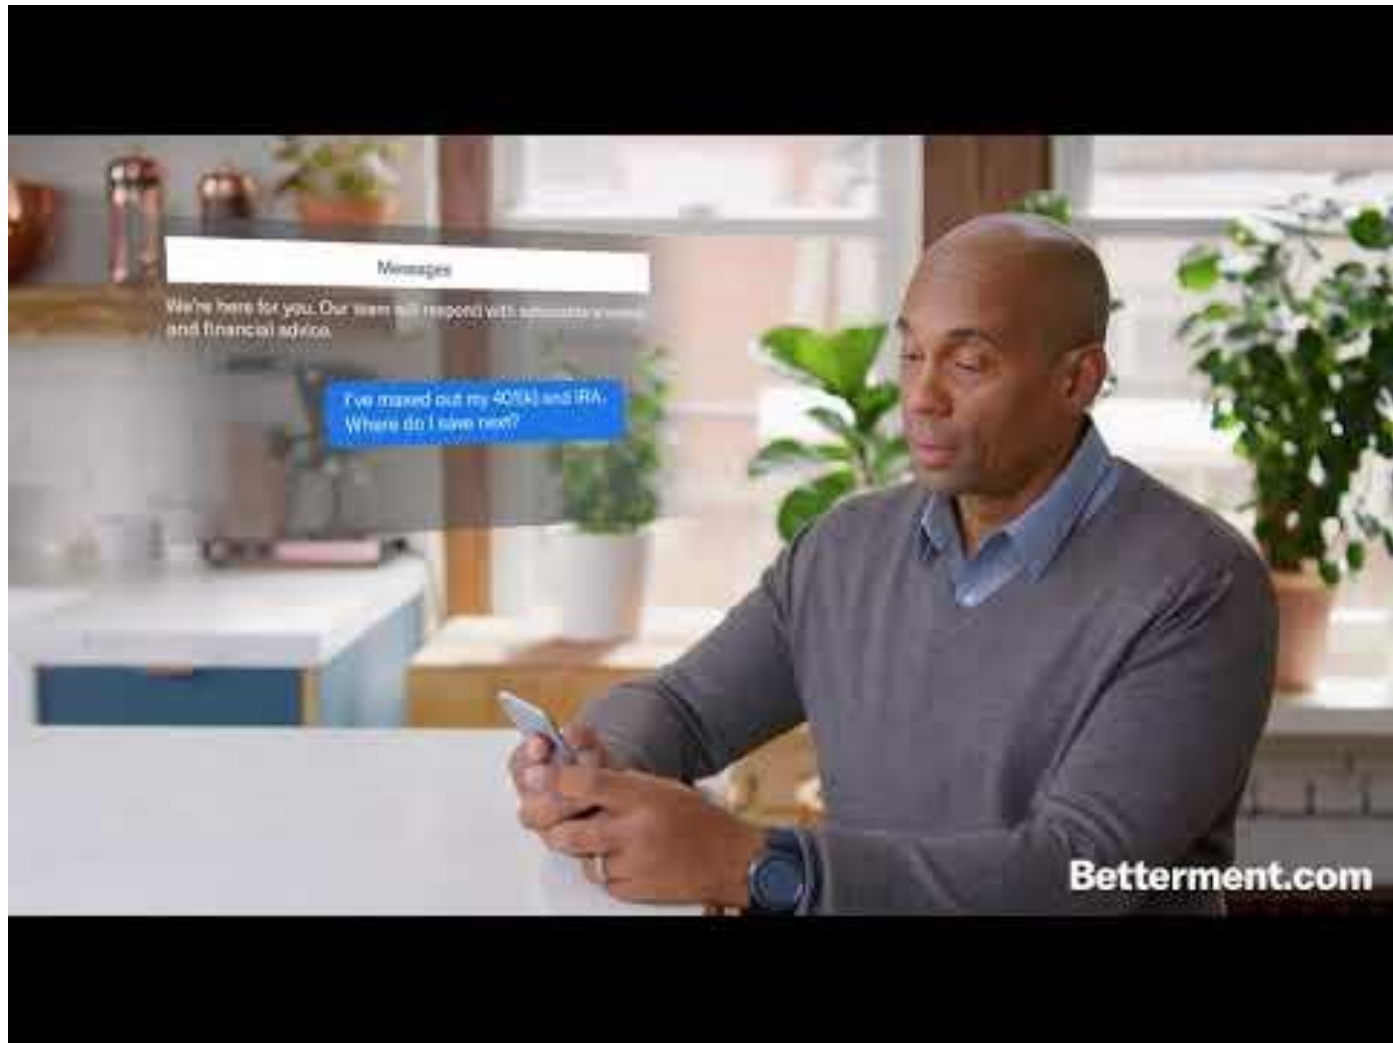 Messages
We're here for you. Our team will respond with
and financial advice.
I've maxed out my 401(k) and IRA.
Where do I save next?
Betterment.com